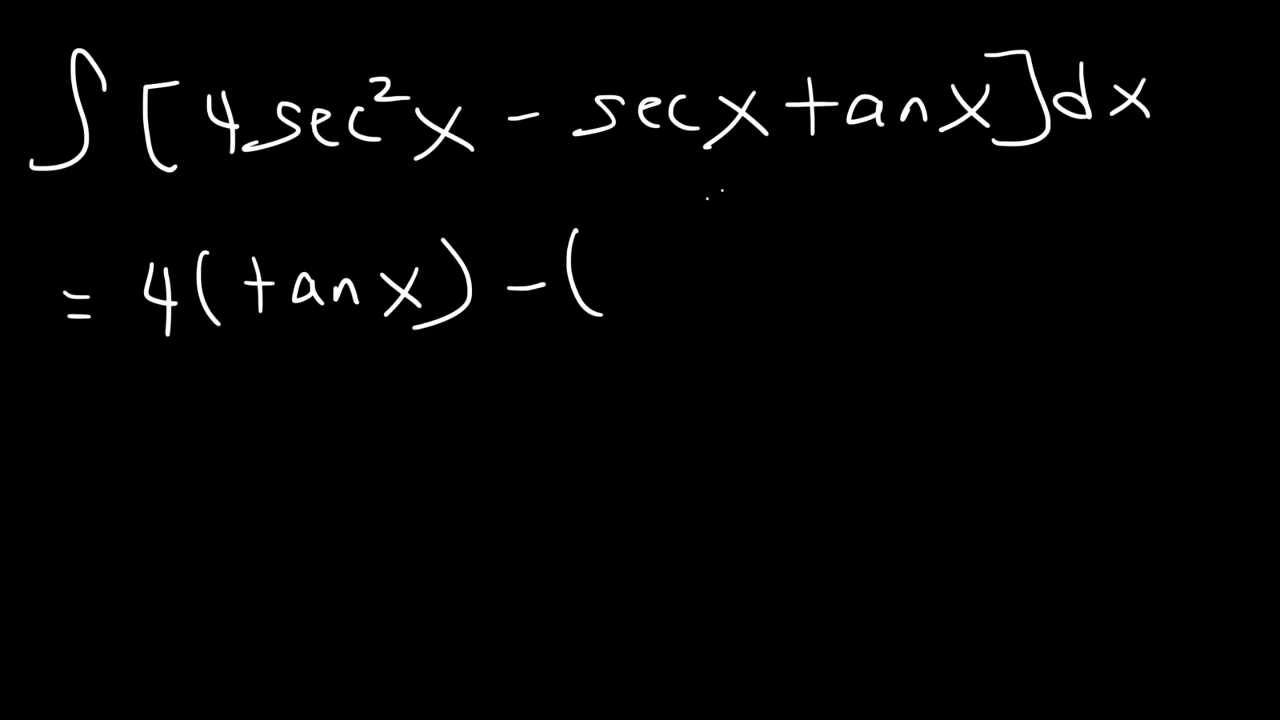 ∫ [4sec²x - secx tanx] dx
= 4(tanx) - (